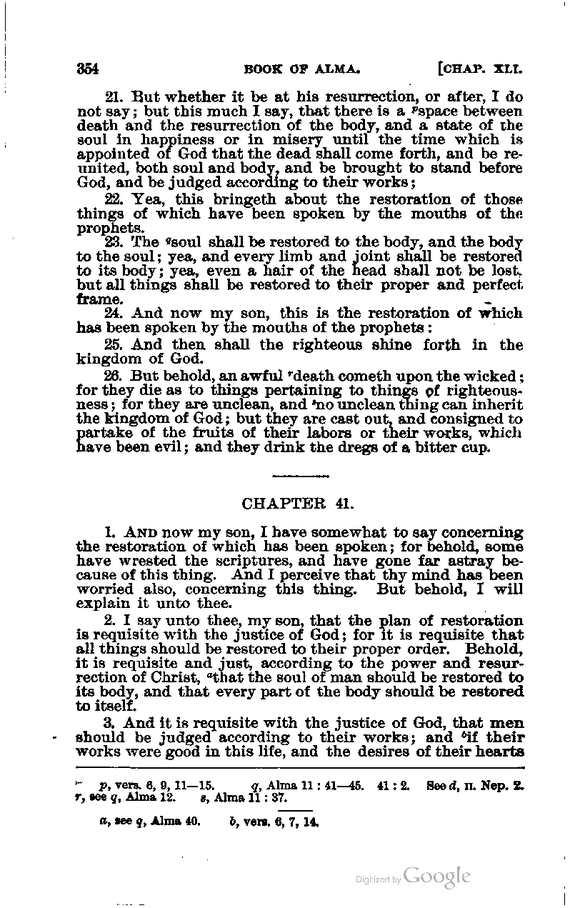 354 BOOK OF ALMA. [CHAP. XLI.
21. But whether it be at his resurrection, or after, I do
not say; but this much I say, that there is a ᵖspace between
death and the resurrection of the body, and a state of the
soul in happiness or in misery until the time which is
appointed of God that the dead shall come forth, and be re-
united, both soul and body, and be brought to stand before
God, and be judged according to their works;
22. Yea, this bringeth about the restoration of those
things of which have been spoken by the mouths of the
prophets.
23. The qsoul shall be restored to the body, and the body
to the soul; yea, and every limb and joint shall be restored
to its body; yea, even a hair of the head shall not be lost,
but all things shall be restored to their proper and perfect
frame.
24. And now my son, this is the restoration of which
has been spoken by the mouths of the prophets:
25. And then shall the righteous shine forth in the
kingdom of God.
26. But behold, an awful ʳdeath cometh upon the wicked;
for they die as to things pertaining to things of righteous-
ness; for they are unclean, and ˢno unclean thing can inherit
the kingdom of God; but they are cast out, and consigned to
partake of the fruits of their labors or their works, which
have been evil; and they drink the dregs of a bitter cup.
CHAPTER 41.
1. AND now my son, I have somewhat to say concerning
the restoration of which has been spoken; for behold, some
have wrested the scriptures, and have gone far astray be-
cause of this thing. And I perceive that thy mind has been
worried also, concerning this thing. But behold, I will
explain it unto thee.
2. I say unto thee, my son, that the plan of restoration
is requisite with the justice of God; for it is requisite that
all things should be restored to their proper order. Behold,
it is requisite and just, according to the power and resur-
rection of Christ, ᵃthat the soul of man should be restored to
its body, and that every part of the body should be restored
to itself.
3. And it is requisite with the justice of God, that men
should be judged according to their works; and ᵇif their
works were good in this life, and the desires of their hearts
p, vers. 6, 9, 11—15. q, Alma 11 : 41—45. 41 : 2. See d, II. Nep. 2.
r, see q, Alma 12. s, Alma 11 : 37.
a, see q, Alma 40. b, vers. 6, 7, 14.
Digitized by Google